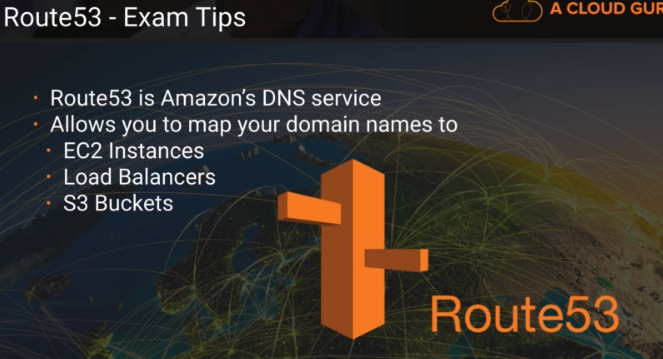 Route53 - Exam Tips
A CLOUD GUR
• Route53 is Amazon's DNS service
• Allows you to map your domain names to
• EC2 Instances
• Load Balancers
• S3 Buckets
Route53